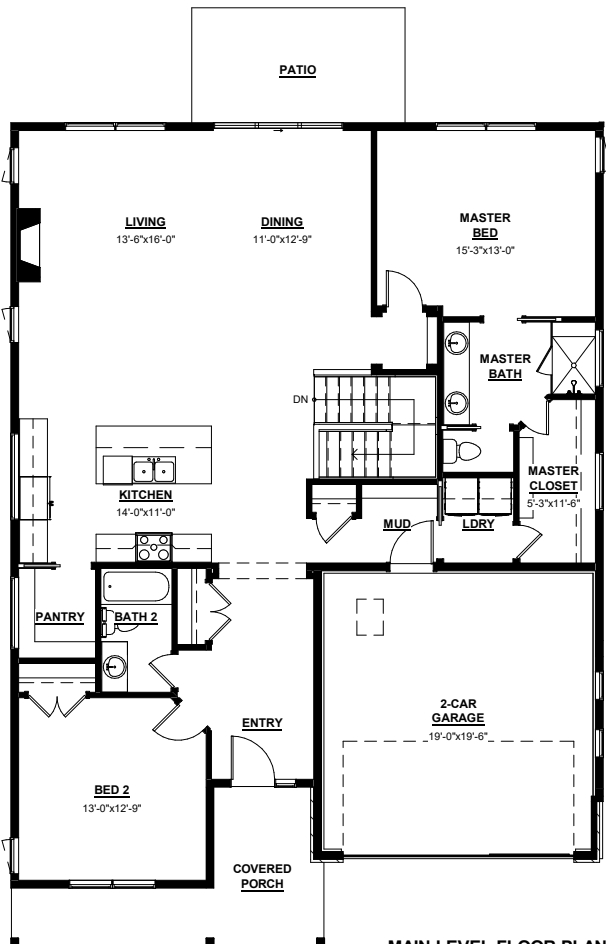 PATIO
LIVING
13'-6"x16'-0"
DINING
11'-0"x12'-9"
MASTER
BED
15'-3"x13'-0"
MASTER
BATH
DN
KITCHEN
14'-0"x11'-0"
MASTER
CLOSET
5'-3"x11'-6"
MUD
LDRY
PANTRY
BATH 2
ENTRY
2-CAR
GARAGE
19'-0"x19'-6"
BED 2
13'-0"x12'-9"
COVERED
PORCH
MAIN LEVEL FLOOR PLAN